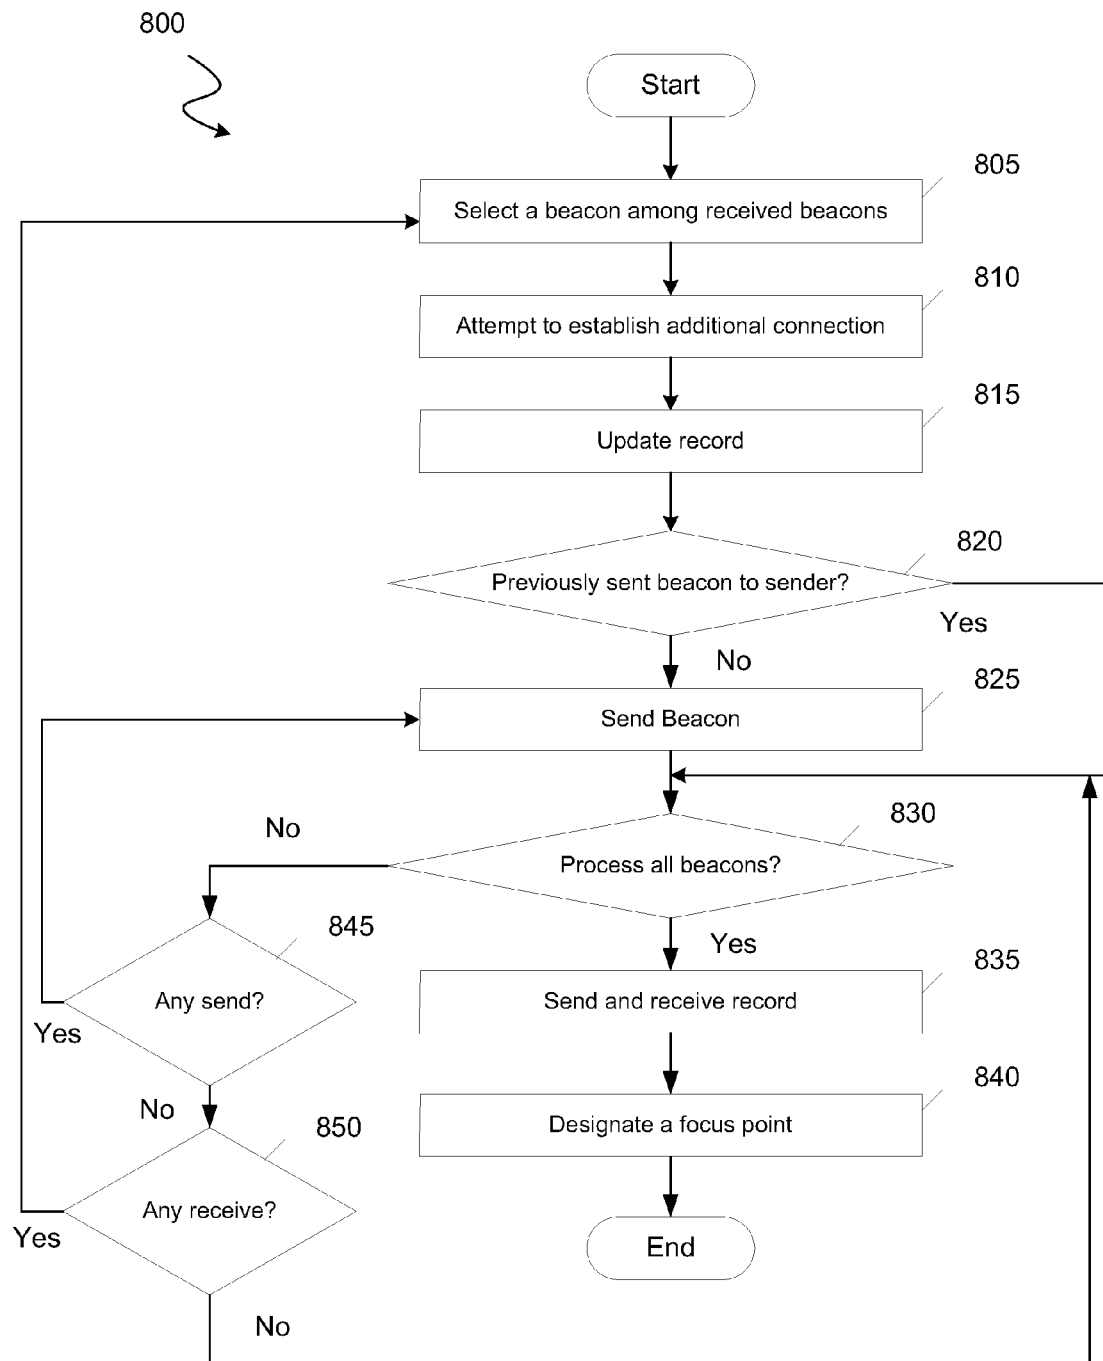 800
Start
805
Select a beacon among received beacons
810
Attempt to establish additional connection
815
Update record
820
Previously sent beacon to sender?
Yes
No
825
Send Beacon
830
No
Process all beacons?
Yes
845
Any send?
Yes
835
Send and receive record
No
840
850
Designate a focus point
Any receive?
Yes
End
No